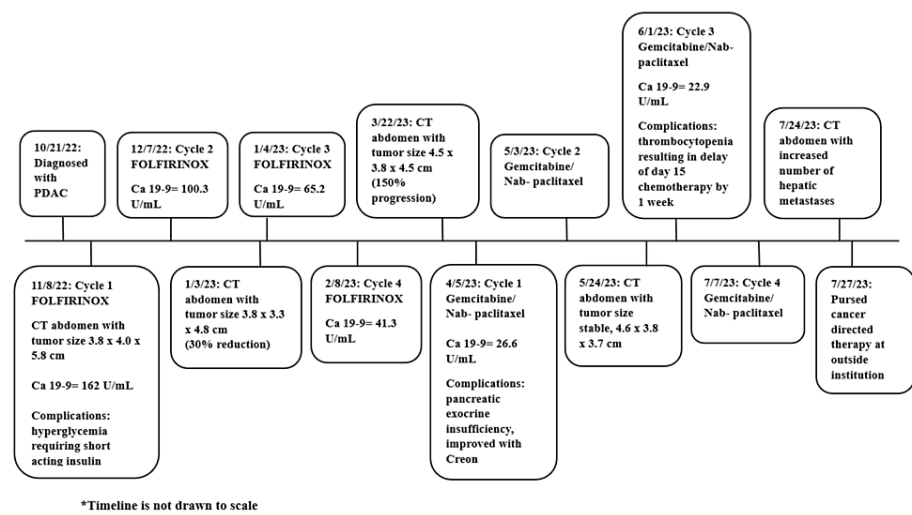 10/21/22:
Diagnosed
with
PDAC
11/8/22: Cycle 1
FOLFIRINOX
CT abdomen with
tumor size 3.8 x 4.0 x
5.8 cm
Ca 19-9= 162 U/mL
Complications:
hyperglycemia
requiring short
acting insulin
12/7/22: Cycle 2
FOLFIRINOX
Ca 19-9= 100.3
U/mL
1/3/23: CT
abdomen with
tumor size 3.8 x 3.3
x 4.8 cm
(30% reduction)
1/4/23: Cycle 3
FOLFIRINOX
Ca 19-9= 65.2
U/mL
2/8/23: Cycle 4
FOLFIRINOX
Ca 19-9= 41.3
U/mL
3/22/23: CT
abdomen with
tumor size 4.5 x
3.8 x 4.5 cm
(150%
progression)
4/5/23: Cycle 1
Gemcitabine/
Nab- paclitaxel
Ca 19-9= 26.6
U/mL
Complications:
pancreatic
exocrine
insufficiency,
improved with
Creon
5/3/23: Cycle 2
Gemcitabine/
Nab- paclitaxel
5/24/23: CT
abdomen with
tumor size
stable, 4.6 x 3.8
x 3.7 cm
6/1/23: Cycle 3
Gemcitabine/Nab-
paclitaxel
Ca 19-9= 22.9
U/mL
Complications:
thrombocytopenia
resulting in delay
of day 15
chemotherapy by
1 week
7/7/23: Cycle 4
Gemcitabine/
Nab- paclitaxel
7/24/23: CT
abdomen with
increased
number of
hepatic
metastases
7/27/23:
Pursed
cancer
directed
therapy at
outside
institution
*Timeline is not drawn to scale